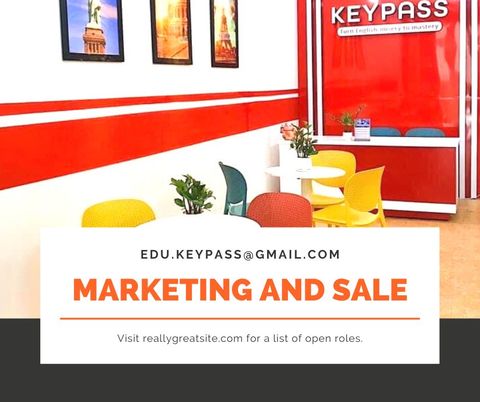 KEYPASS
Turn English anxiety to mastery
EDU.KEYPASS@GMAIL.COM
MARKETING AND SALE
Visit reallygreatsite.com for a list of open roles.